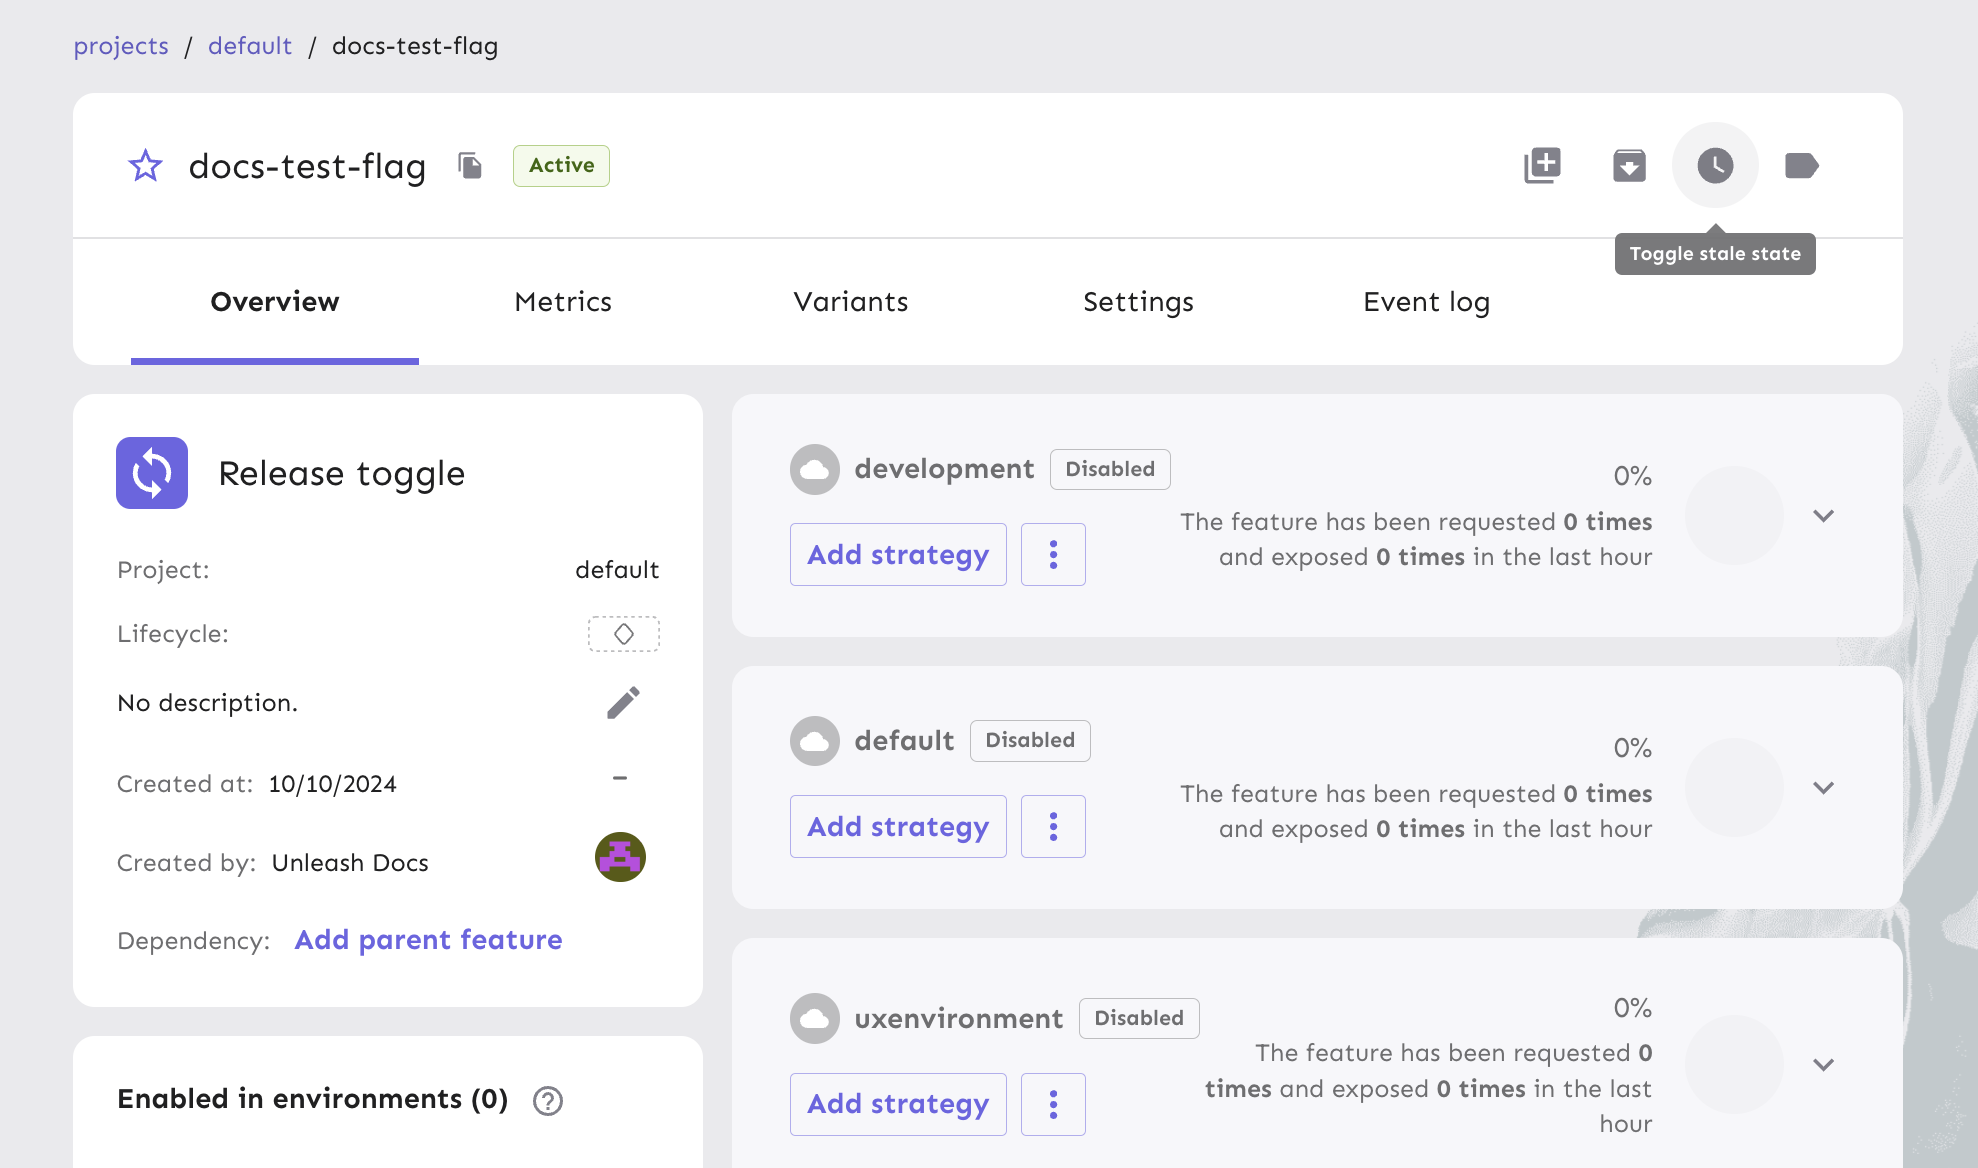 projects / default / docs-test-flag
docs-test-flag
Active
Toggle stale state
Overview
Metrics
Variants
Settings
Event log
Release toggle
Project: default
Lifecycle:
No description.
Created at: 10/10/2024 –
Created by: Unleash Docs
Dependency: Add parent feature
Enabled in environments (0) ?
development Disabled
Add strategy
0%
The feature has been requested 0 times
and exposed 0 times in the last hour
default Disabled
Add strategy
0%
The feature has been requested 0 times
and exposed 0 times in the last hour
uxenvironment Disabled
Add strategy
0%
The feature has been requested 0
times and exposed 0 times in the last
hour